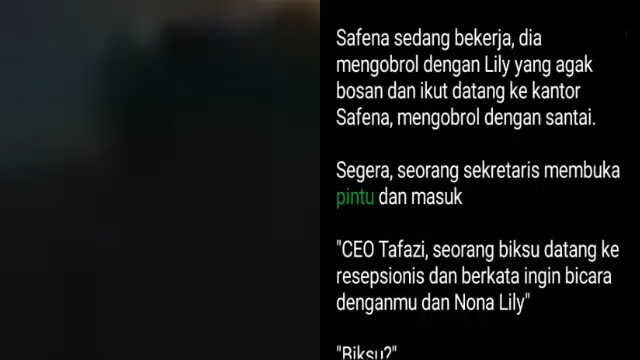 Safena sedang bekerja, dia
mengobrol dengan Lily yang agak
bosan dan ikut datang ke kantor
Safena, mengobrol dengan santai.
Segera, seorang sekretaris membuka
pintu dan masuk
"CEO Tafazi, seorang biksu datang ke
resepsionis dan berkata ingin bicara
denganmu dan Nona Lily"
"Biksu?"